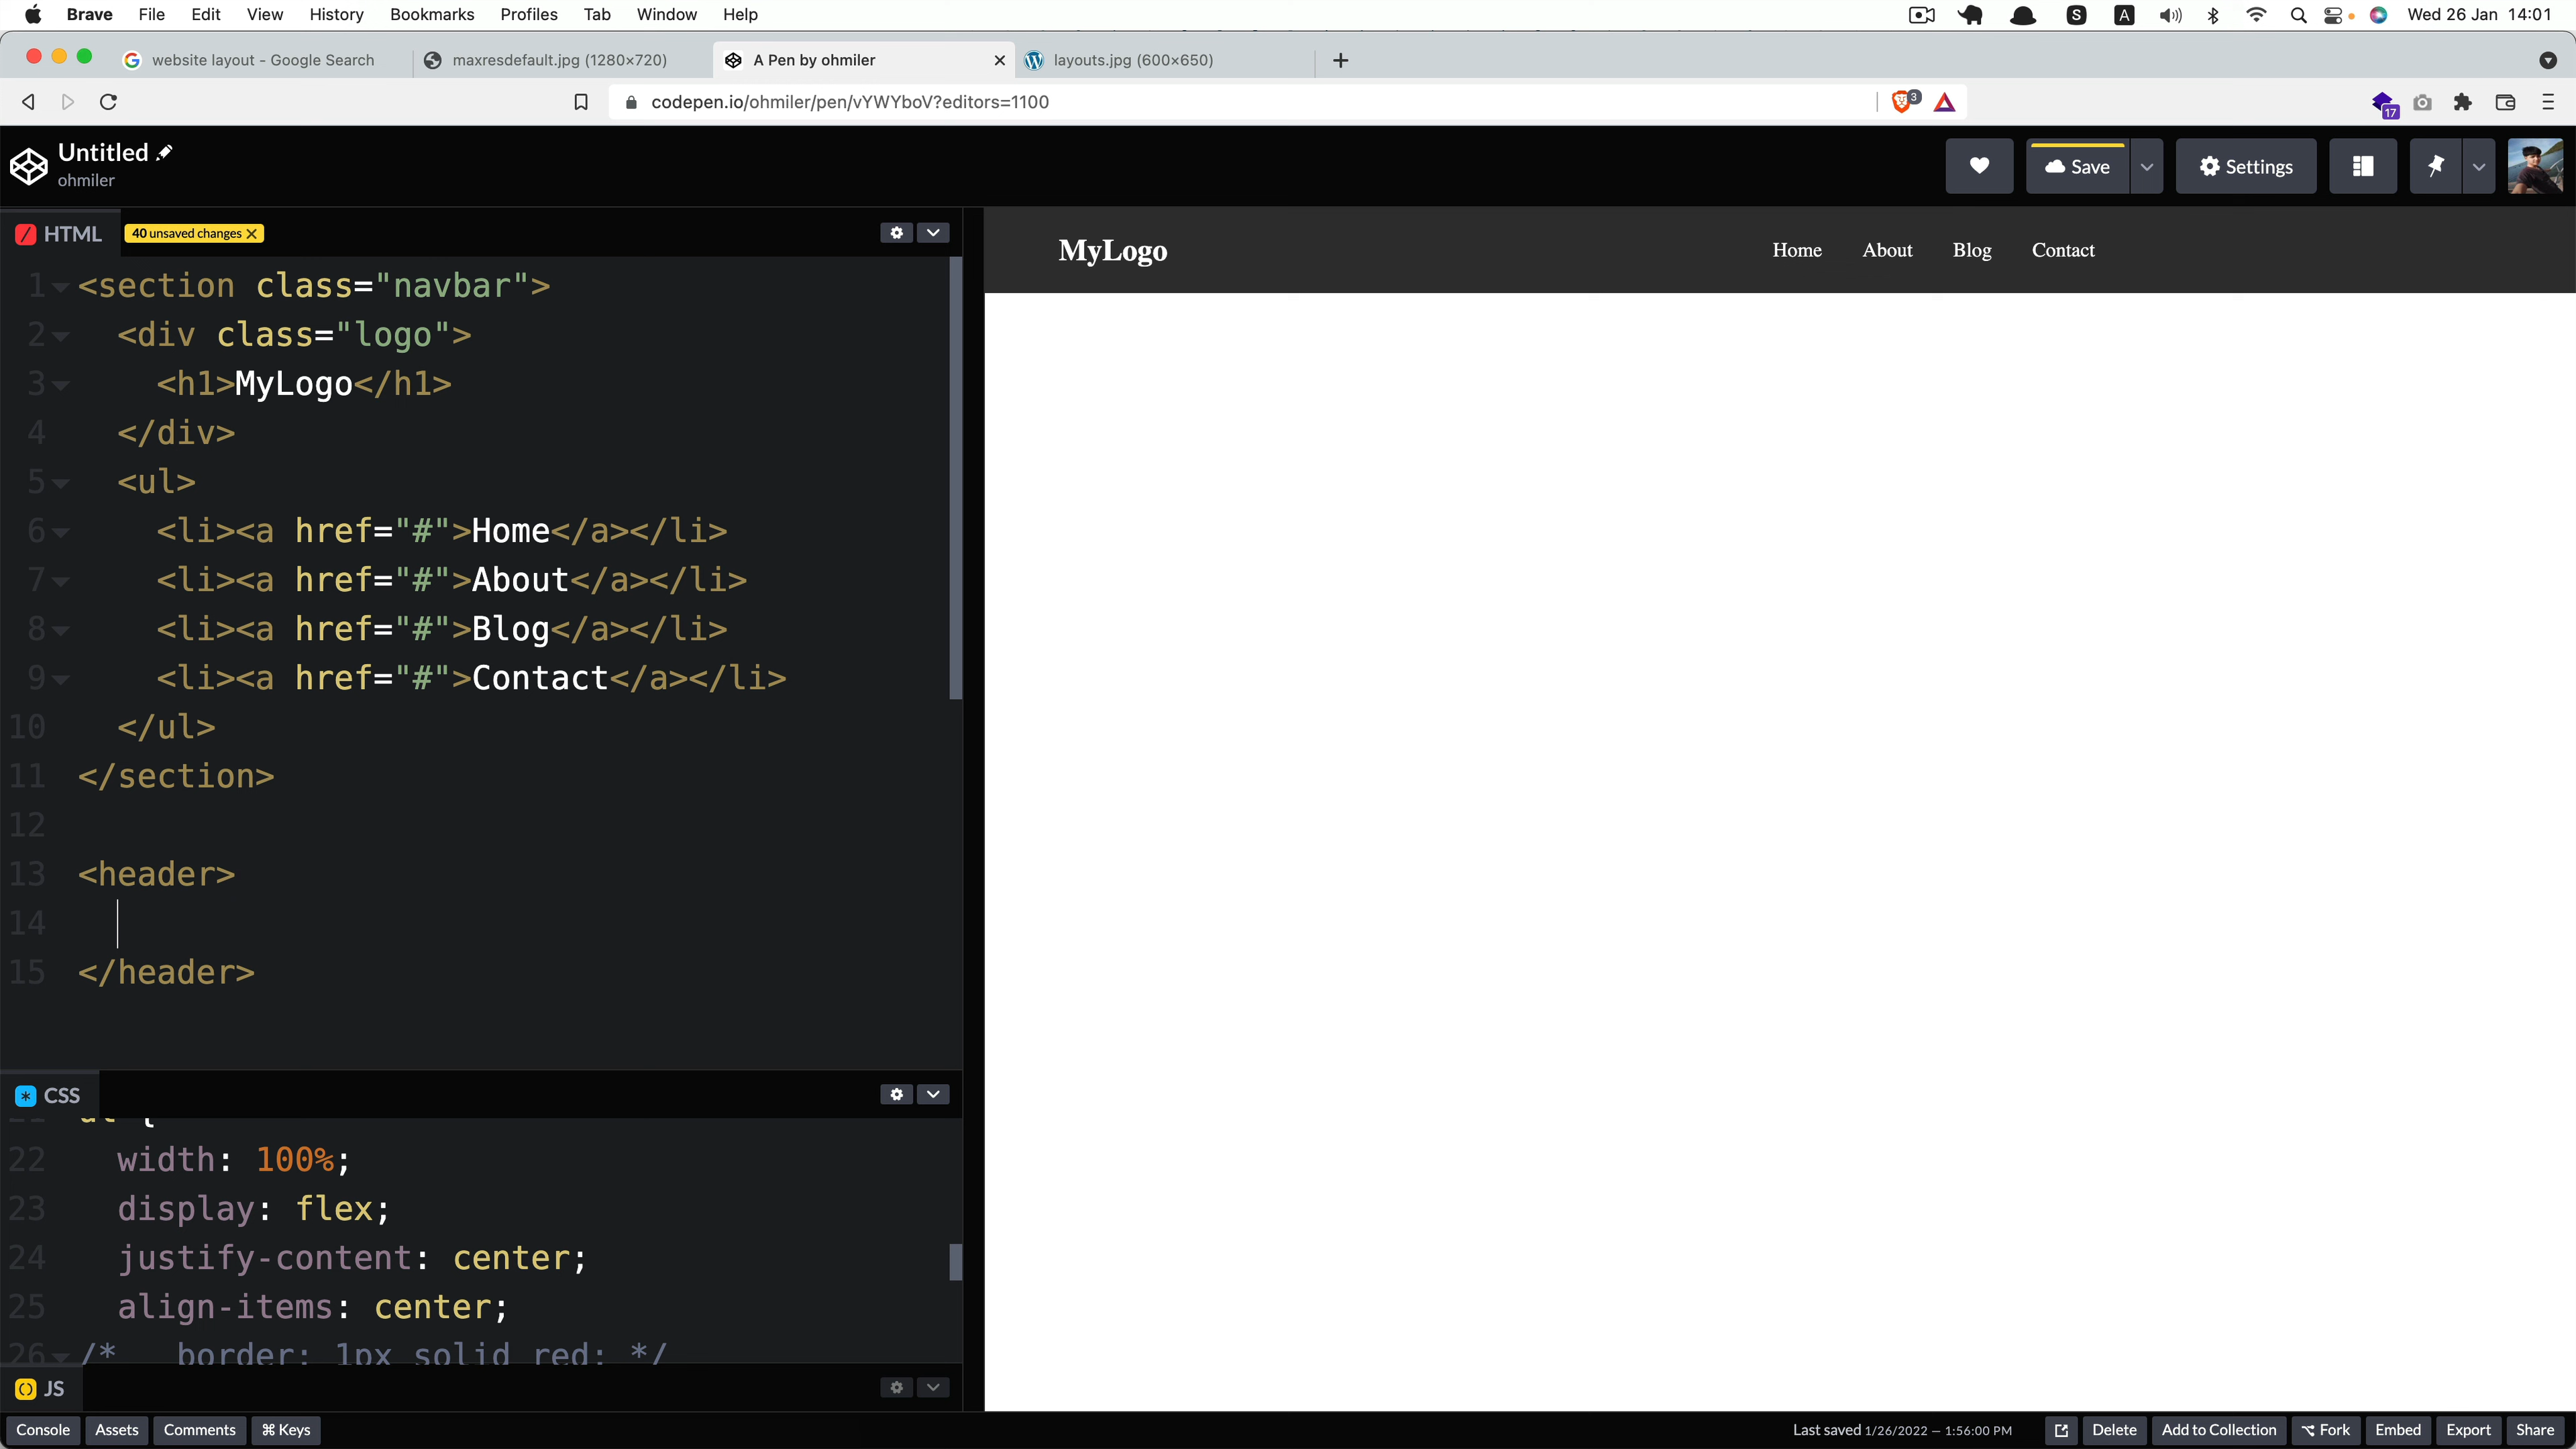 Brave File Edit View History Bookmarks Profiles Tab Window Help Wed 26 Jan 14:01
website layout - Google Search maxresdefault.jpg (1280×720) A Pen by ohmiler layouts.jpg (600×650)
codepen.io/ohmiler/pen/vYWYboV?editors=1100 3 17
Untitled
ohmiler
Save Settings
HTML 40 unsaved changes
MyLogo Home About Blog Contact
1 <section class="navbar">
2 <div class="logo">
3 <h1>MyLogo</h1>
4 </div>
5 <ul>
6 <li><a href="#">Home</a></li>
7 <li><a href="#">About</a></li>
8 <li><a href="#">Blog</a></li>
9 <li><a href="#">Contact</a></li>
10 </ul>
11 </section>
12
13 <header>
14
15 </header>
CSS
21 ul {
22 width: 100%;
23 display: flex;
24 justify-content: center;
25 align-items: center;
26 /* border: 1px solid red; */
JS
Console Assets Comments ⌘ Keys Last saved 1/26/2022 — 1:56:00 PM Delete Add to Collection Fork Embed Export Share